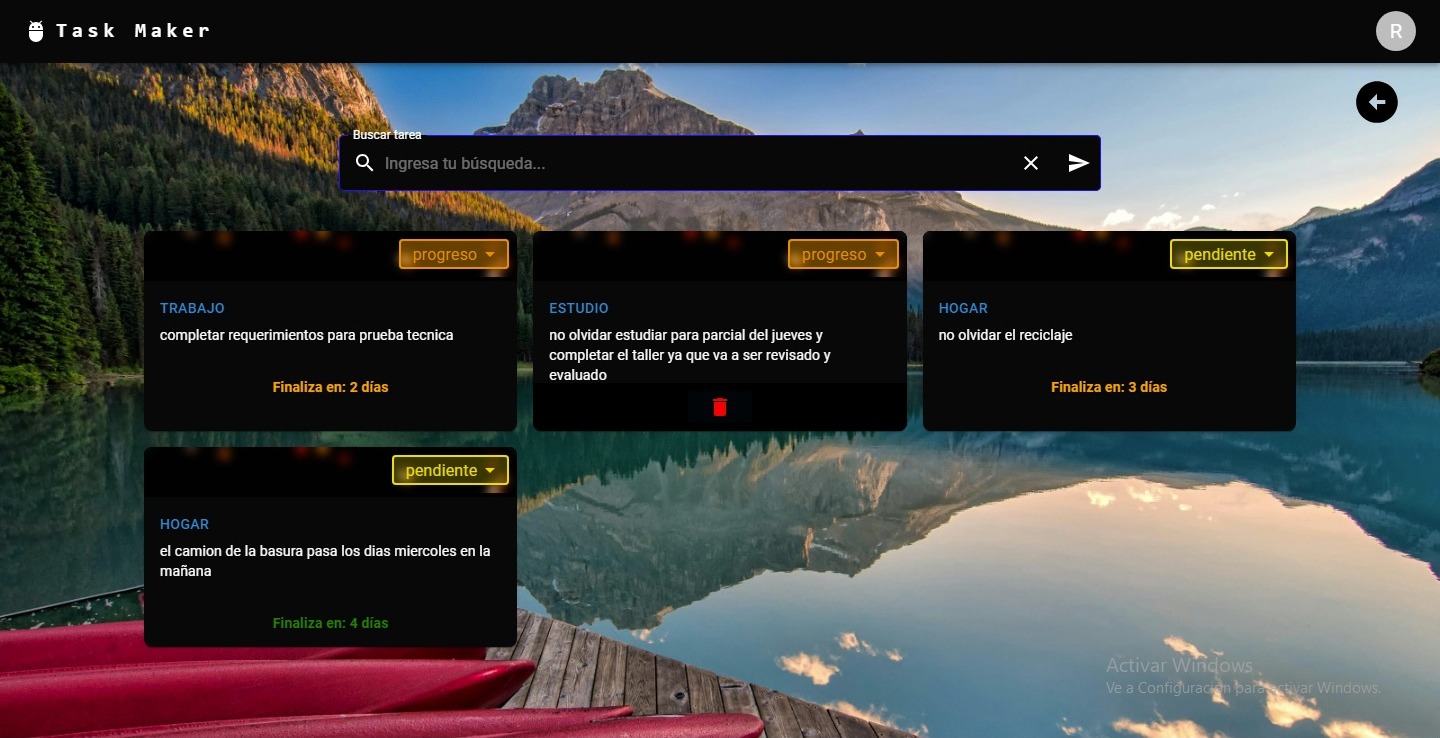 Task Maker
R
Buscar tarea
Ingresa tu búsqueda...
progreso
TRABAJO
completar requerimientos para prueba tecnica
Finaliza en: 2 días
progreso
ESTUDIO
no olvidar estudiar para parcial del jueves y
completar el taller ya que va a ser revisado y
evaluado
pendiente
HOGAR
no olvidar el reciclaje
Finaliza en: 3 días
pendiente
HOGAR
el camion de la basura pasa los dias miercoles en la
mañana
Finaliza en: 4 días
Activar Windows
Ve a Configuración para activar Windows.